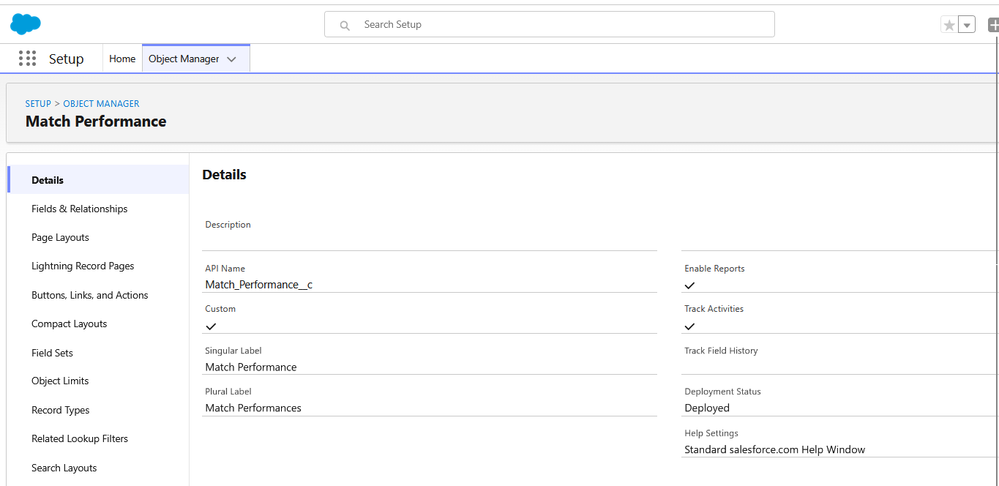 Search Setup
Setup
Home
Object Manager
SETUP > OBJECT MANAGER
Match Performance
Details
Fields & Relationships
Page Layouts
Lightning Record Pages
Buttons, Links, and Actions
Compact Layouts
Field Sets
Object Limits
Record Types
Related Lookup Filters
Search Layouts
Details
Description
API Name
Match_Performance__c
Custom
Singular Label
Match Performance
Plural Label
Match Performances
Enable Reports
Track Activities
Track Field History
Deployment Status
Deployed
Help Settings
Standard salesforce.com Help Window